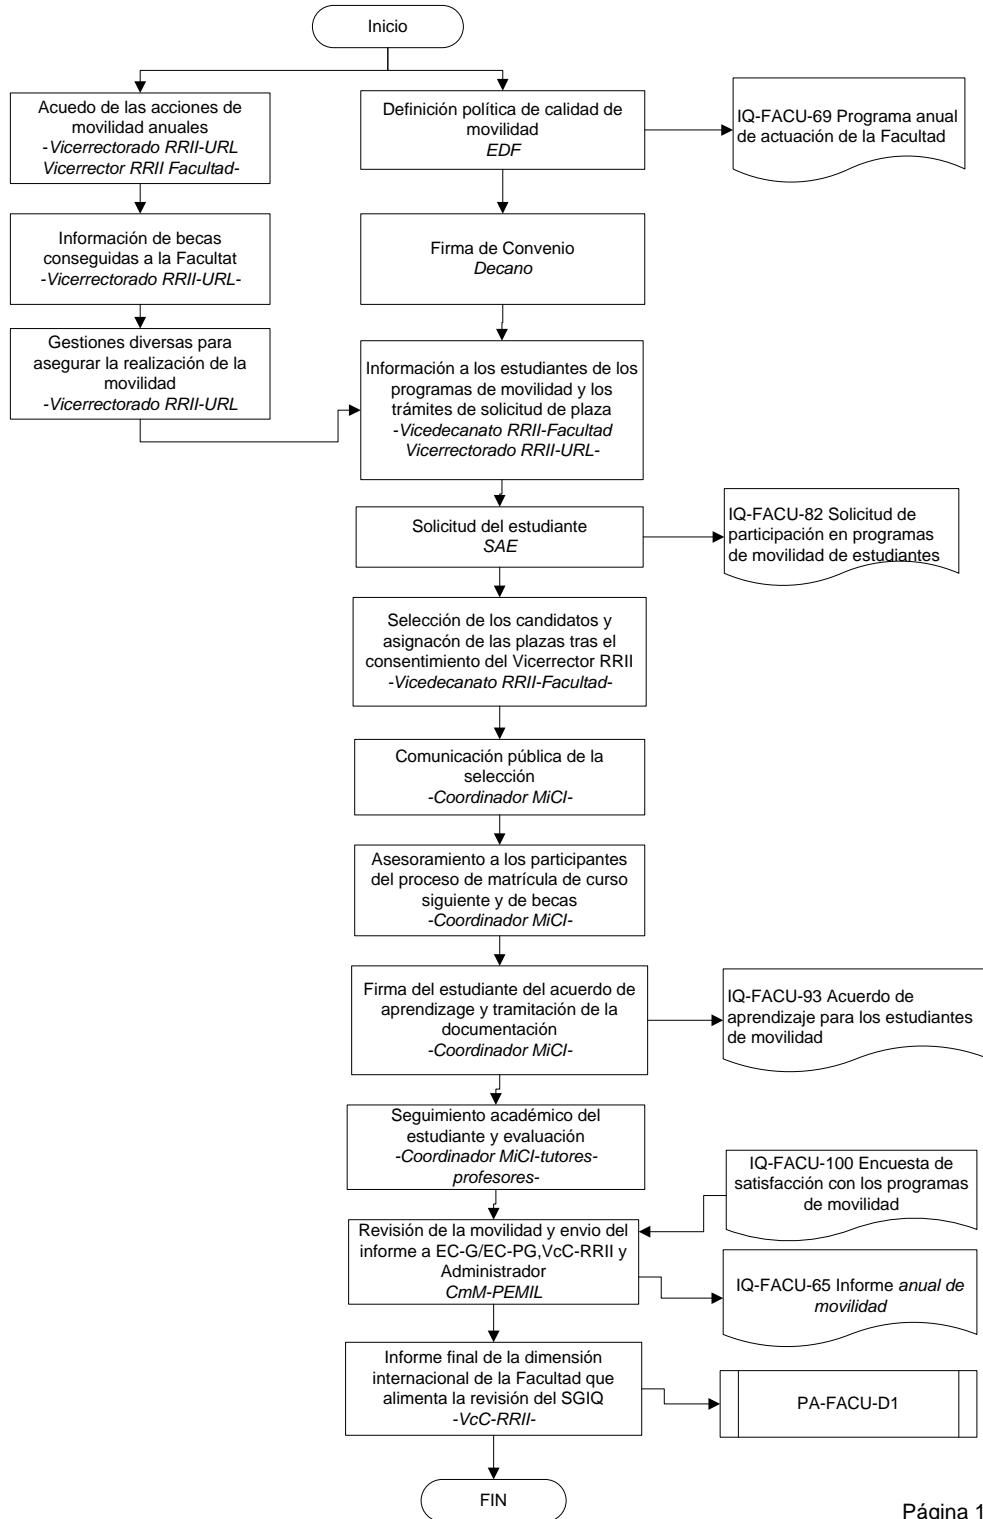 Inicio
Acuedo de las acciones de
movilidad anuales
-Vicerrectorado RRII-URL
Vicerrector RRII Facultad-
Definición política de calidad de
movilidad
EDF
IQ-FACU-69 Programa anual
de actuación de la Facultad
Información de becas
conseguidas a la Facultat
-Vicerrectorado RRII-URL-
Firma de Convenio
Decano
Gestiones diversas para
asegurar la realización de la
movilidad
-Vicerrectorado RRII-URL
Información a los estudiantes de los
programas de movilidad y los
trámites de solicitud de plaza
-Vicedecanato RRII-Facultad
Vicerrectorado RRII-URL-
Solicitud del estudiante
SAE
IQ-FACU-82 Solicitud de
participación en programas
de movilidad de estudiantes
Selección de los candidatos y
asignacón de las plazas tras el
consentimiento del Vicerrector RRII
-Vicedecanato RRII-Facultad-
Comunicación pública de la
selección
-Coordinador MiCI-
Asesoramiento a los participantes
del proceso de matrícula de curso
siguiente y de becas
-Coordinador MiCI-
Firma del estudiante del acuerdo de
aprendizage y tramitación de la
documentación
-Coordinador MiCI-
IQ-FACU-93 Acuerdo de
aprendizaje para los estudiantes
de movilidad
Seguimiento académico del
estudiante y evaluación
-Coordinador MiCI-tutores-
profesores-
IQ-FACU-100 Encuesta de
satisfacción con los programas
de movilidad
Revisión de la movilidad y envio del
informe a EC-G/EC-PG,VcC-RRII y
Administrador
CmM-PEMIL
IQ-FACU-65 Informe anual de
movilidad
Informe final de la dimensión
internacional de la Facultad que
alimenta la revisión del SGIQ
-VcC-RRII-
PA-FACU-D1
FIN
Página 1